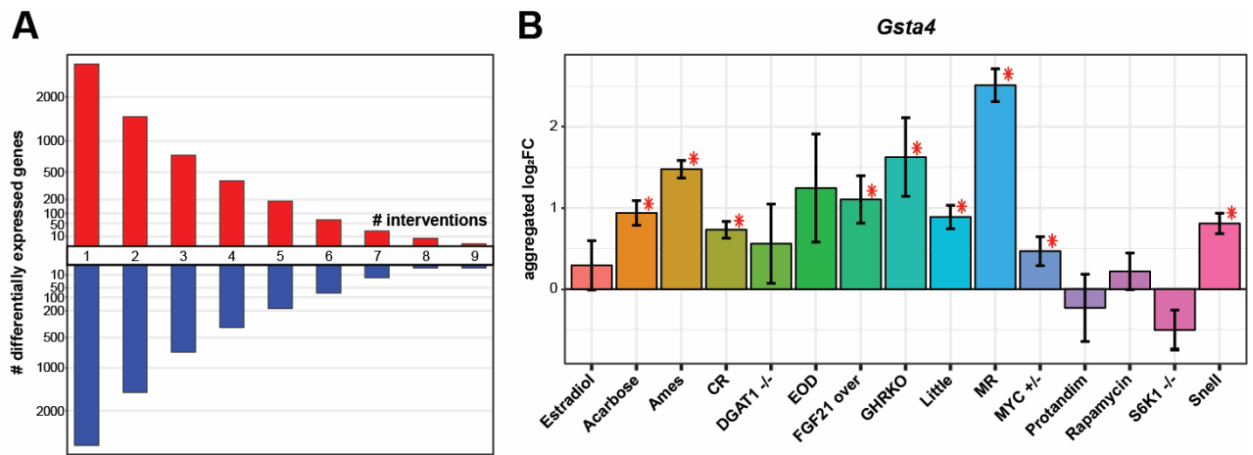 A
# differentially expressed genes
2000
1000
500
200
100
50
10
# interventions
1 2 3 4 5 6 7 8 9
10
50
100
200
500
1000
2000
B
Gsta4
aggregated log₂FC
2
1
0
* * * * * * * * *
Estradiol
Acarbose
Ames
CR
DGAT1 -/-
EOD
FGF21 over
GHRKO
Little
MR
MYC +/-
Protandim
Rapamycin
S6K1 -/-
Snell